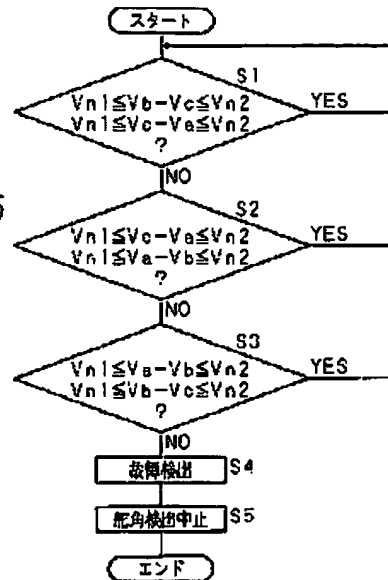 スタート
S1
Vn1≦Vb-Vc≦Vn2
Vn1≦Vc-Va≦Vn2
?
YES
NO
S2
Vn1≦Vc-Va≦Vn2
Vn1≦Va-Vb≦Vn2
?
YES
NO
S3
Vn1≦Va-Vb≦Vn2
Vn1≦Vb-Vc≦Vn2
?
YES
NO
故障検出 S4
舵角検出中止 S5
エンド